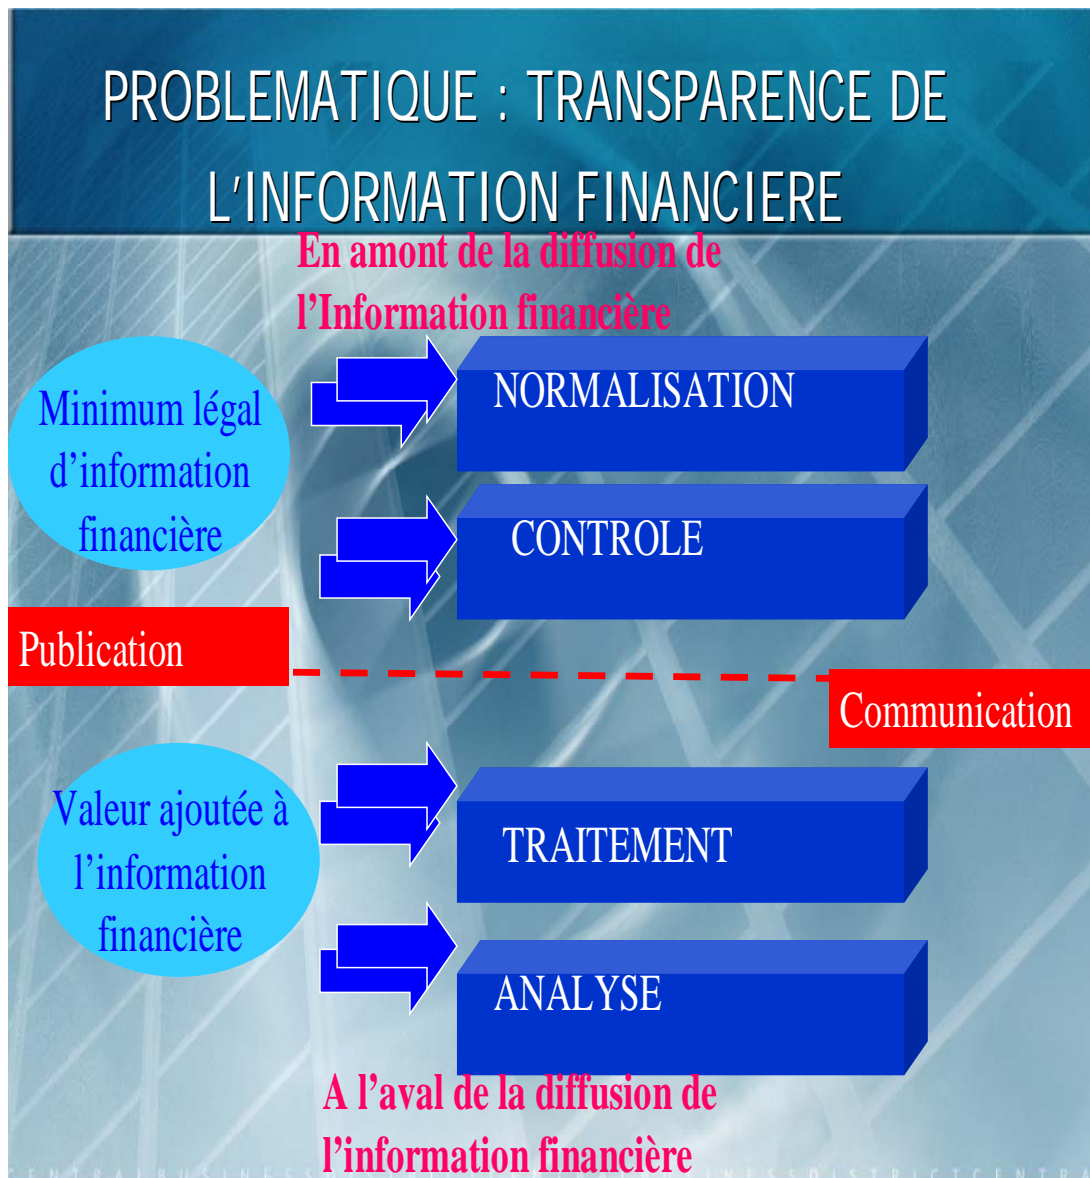 PROBLEMATIQUE : TRANSPARENCE DE
L'INFORMATION FINANCIERE
En amont de la diffusion de
l’Information financière
Minimum légal
d’information
financière
NORMALISATION
CONTROLE
Publication
Communication
Valeur ajoutée à
l’information
financière
TRAITEMENT
ANALYSE
A l’aval de la diffusion de
l’information financière